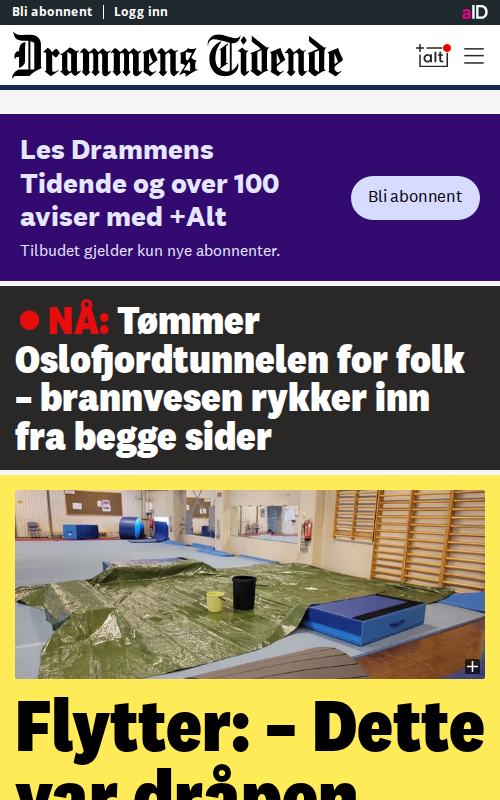 Bli abonnent | Logg inn
aID
Drammens Tidende
+alt
Les Drammens
Tidende og over 100
aviser med +Alt
Bli abonnent
Tilbudet gjelder kun nye abonnenter.
NÅ: Tømmer
Oslofjordtunnelen for folk
– brannvesen rykker inn
fra begge sider
Flytter: – Dette
var dråpen